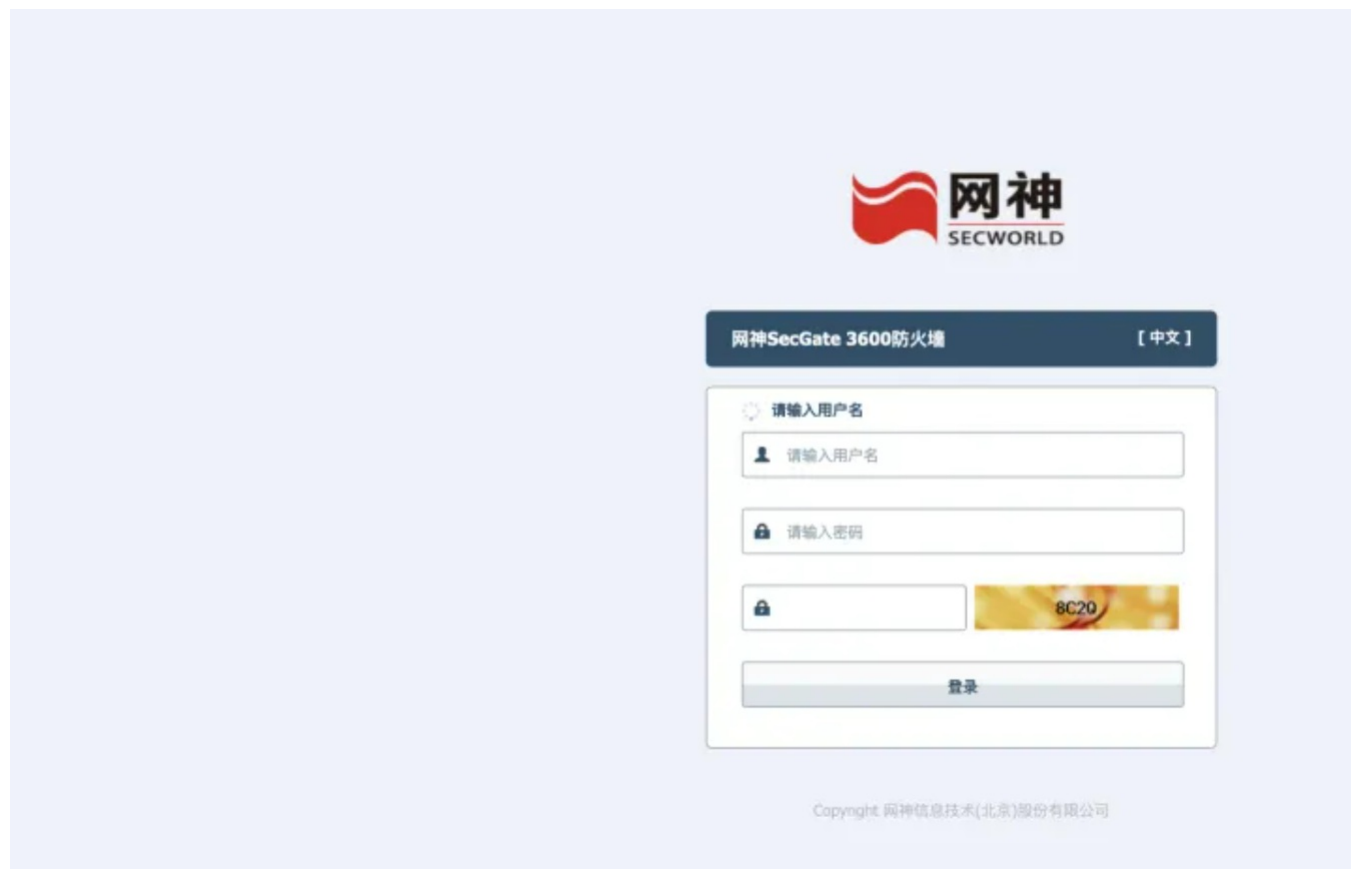 网神
SECWORLD
网神SecGate 3600防火墙
[ 中文 ]
请输入用户名
请输入用户名
请输入密码
8C2Q
登录
Copyright 网神信息技术(北京)股份有限公司